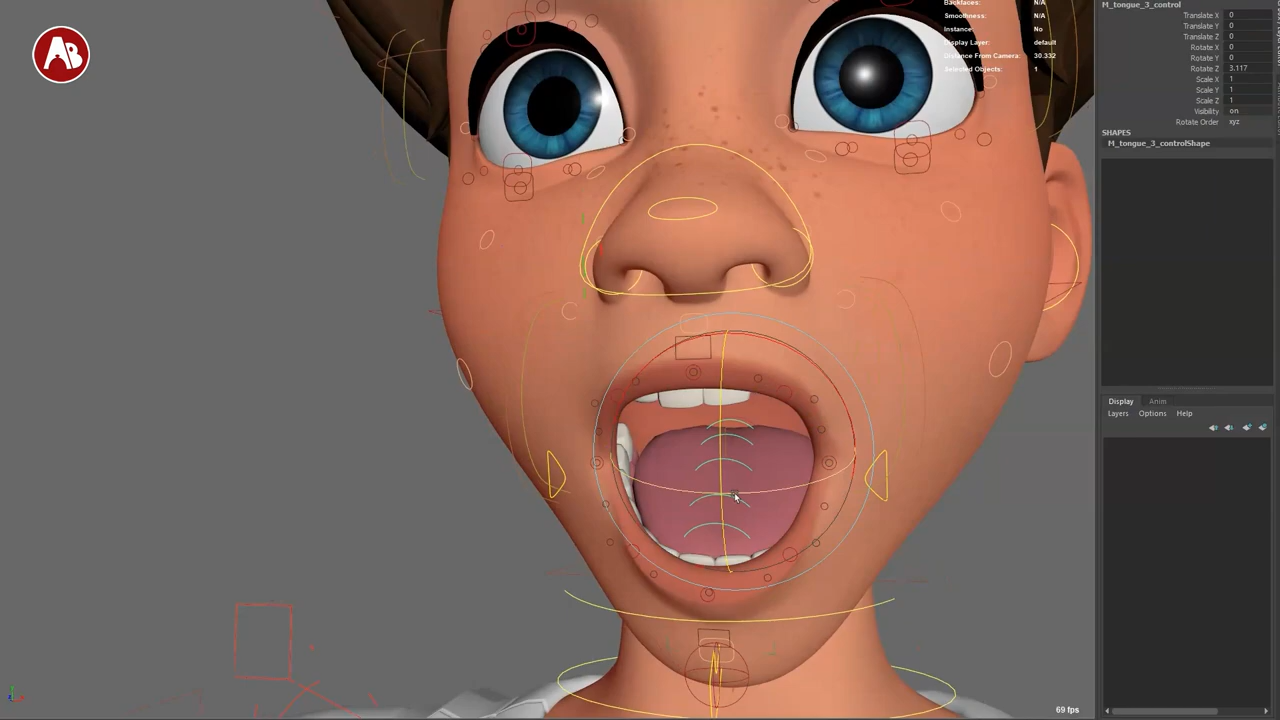 AB
Backfaces: N/A
Smoothness: N/A
Instance: No
Display Layer: default
Distance From Camera: 30.332
Selected Objects: 1
M_tongue_3_control
Translate X 0
Translate Y 0
Translate Z 0
Rotate X 0
Rotate Y 0
Rotate Z 3.117
Scale X 1
Scale Y 1
Scale Z 1
Visibility on
Rotate Order xyz
SHAPES
M_tongue_3_controlShape
Display Anim
Layers Options Help
69 fps